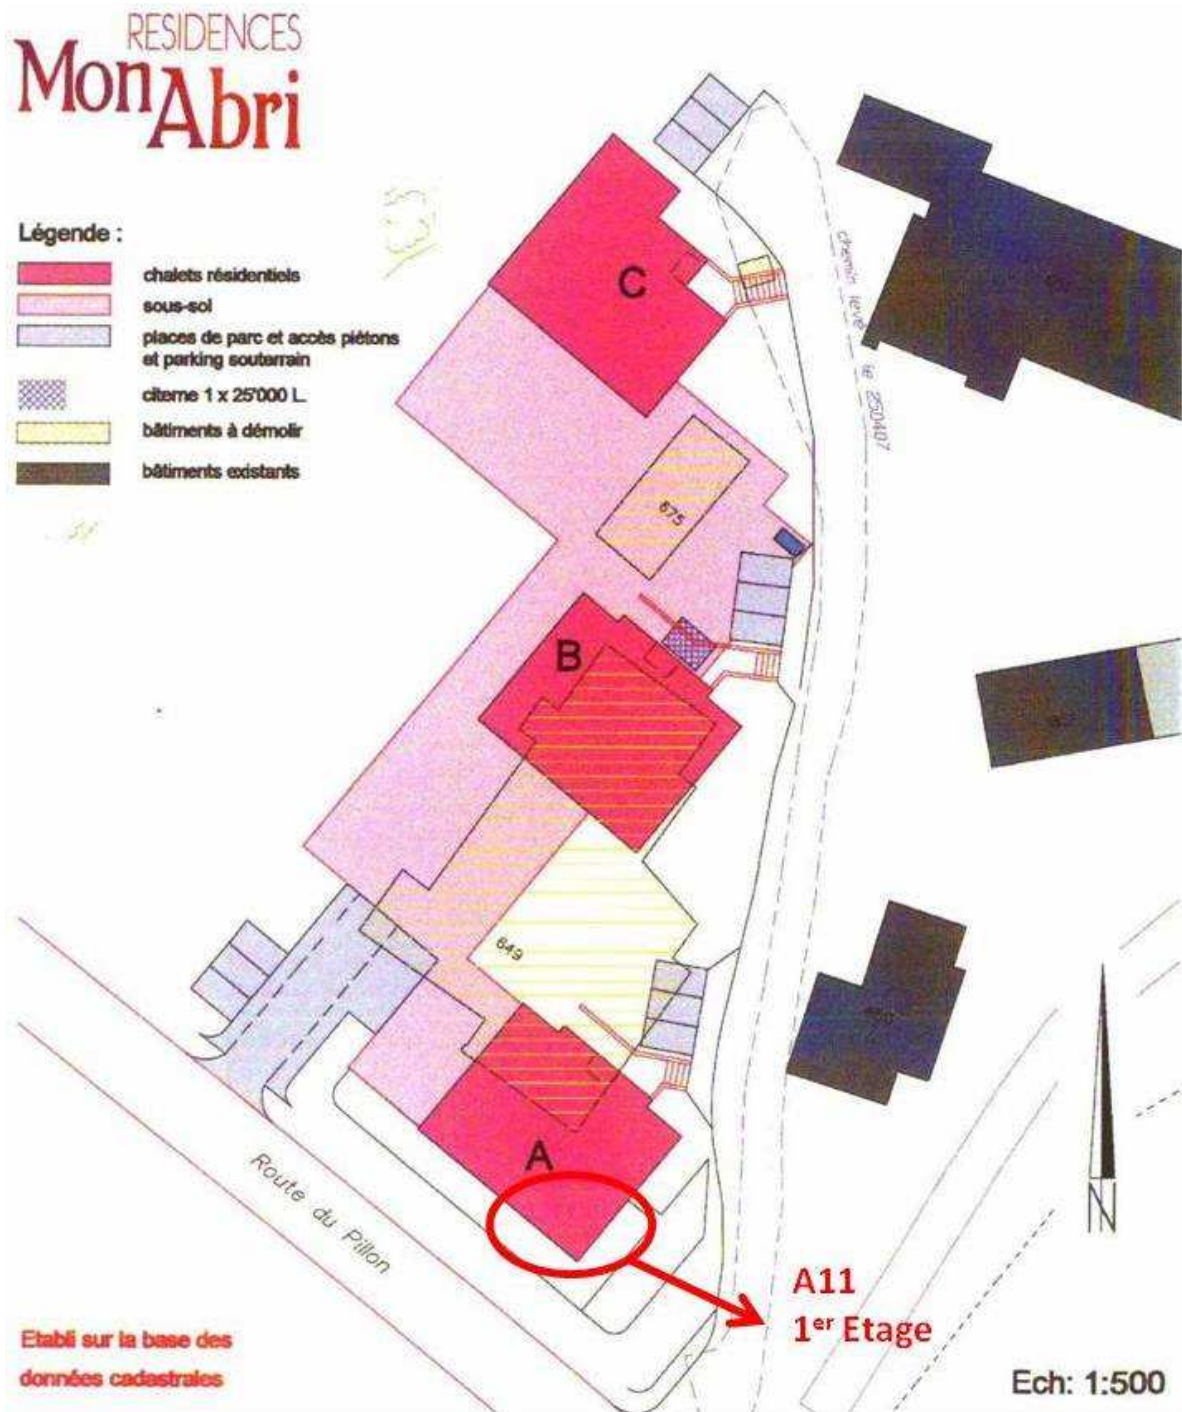 RESIDENCES
MonAbri
Légende :
chalets résidentiels
sous-sol
places de parc et accès piétons
et parking souterrain
citerne 1 x 25'000 L.
bâtiments à démolir
bâtiments existants
C
chemin levé le 250407
675
B
649
A
Route du Pillon
A11
1er Etage
N
Etabli sur la base des
données cadastrales
Ech: 1:500